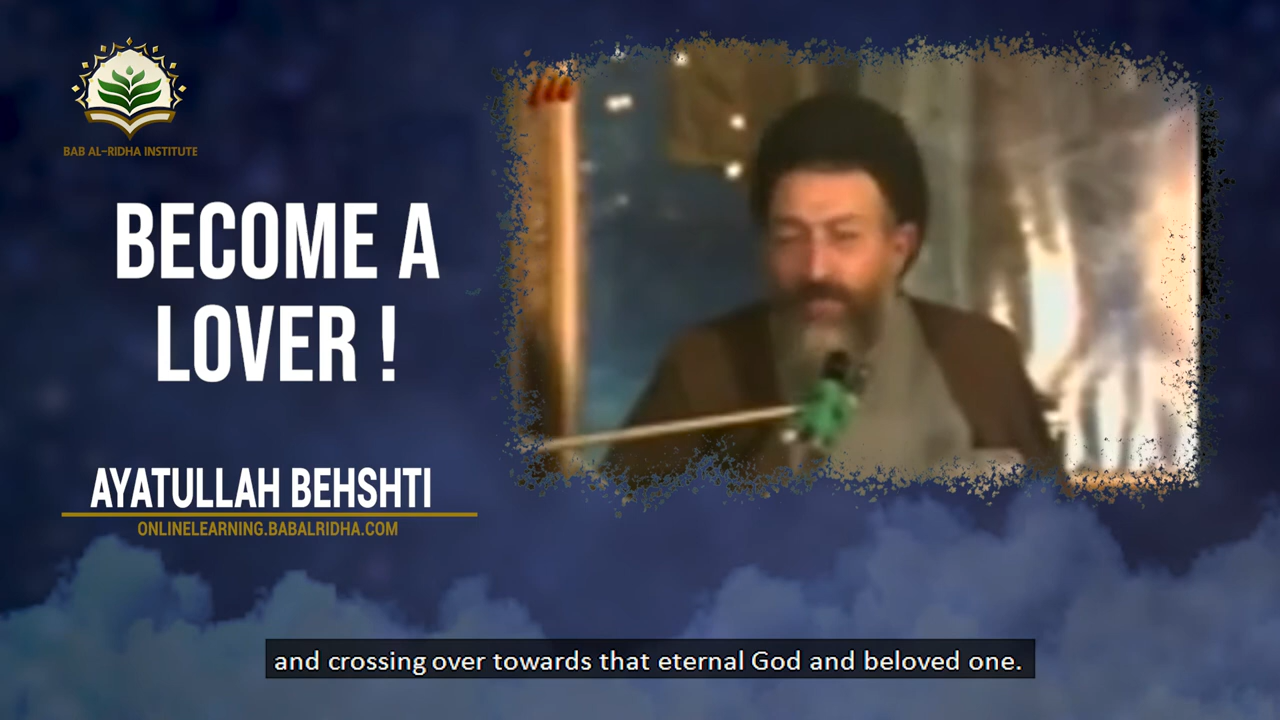 BAB AL-RIDHA INSTITUTE
BECOME A
LOVER !
AYATULLAH BEHSHTI
ONLINELEARNING.BABALRIDHA.COM
and crossing over towards that eternal God and beloved one.